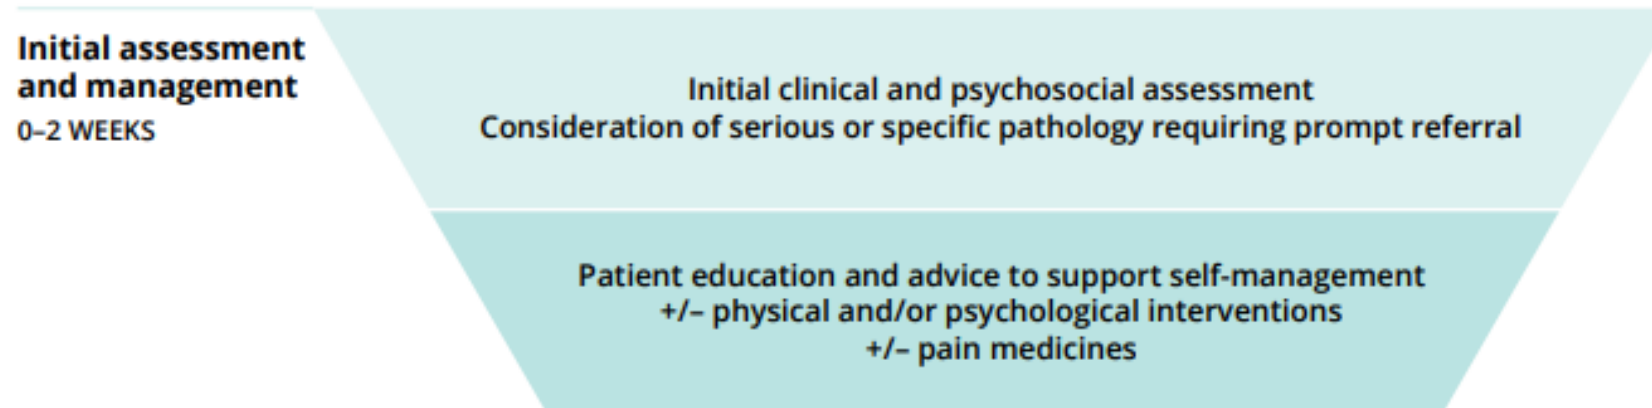 Initial assessment
and management
0–2 WEEKS
Initial clinical and psychosocial assessment
Consideration of serious or specific pathology requiring prompt referral
Patient education and advice to support self-management
+/– physical and/or psychological interventions
+/– pain medicines